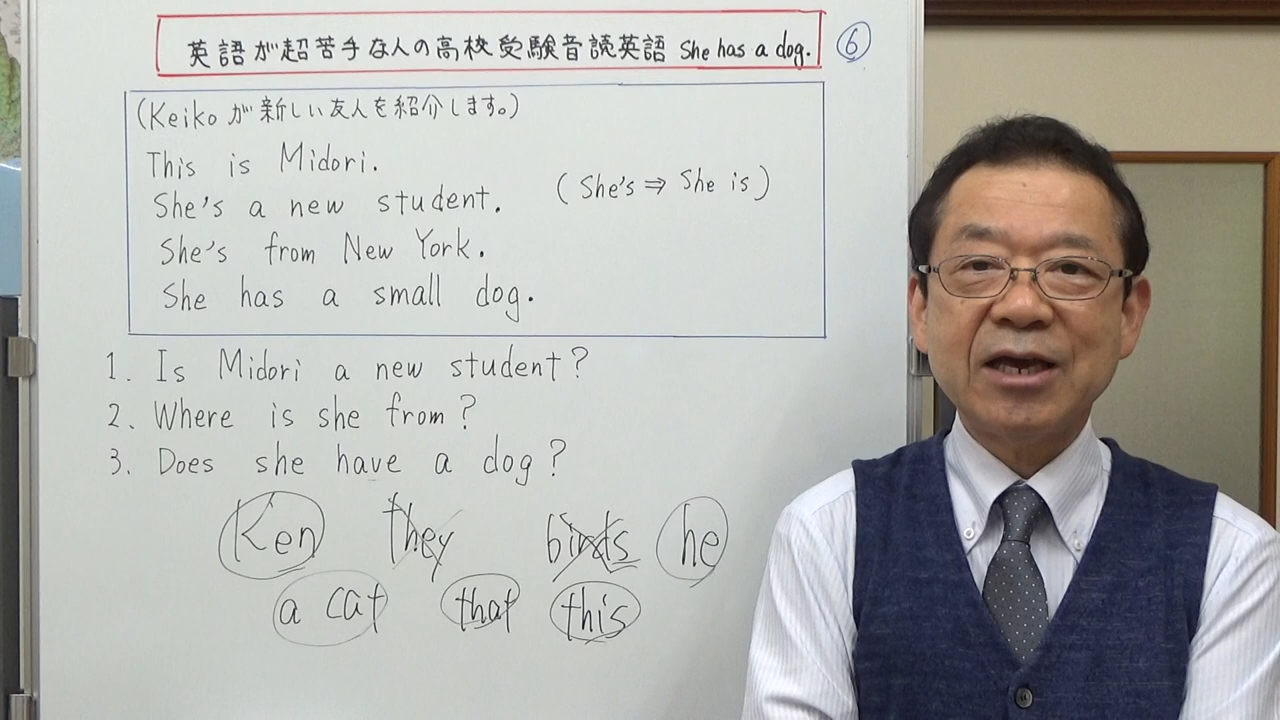 英語が超苦手な人の高校受験音読英語 She has a dog. ⑥
(Keikoが新しい友人を紹介します。)
This is Midori.
She's a new student. (She's ⇒ She is)
She's from New York.
She has a small dog.
1. Is Midori a new student?
2. Where is she from?
3. Does she have a dog?
Ken they birds he
a cat that this